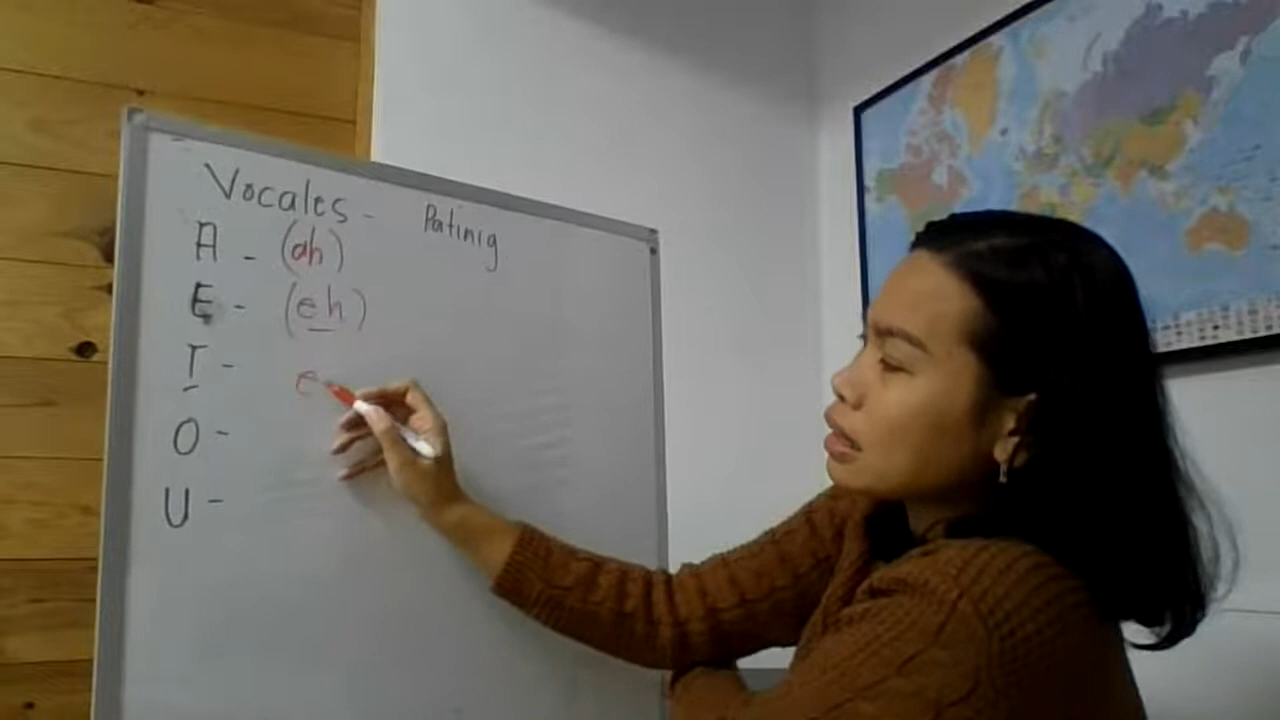 Vocales - Patinig
A - (ah)
E - (eh)
I - e
O -
U -